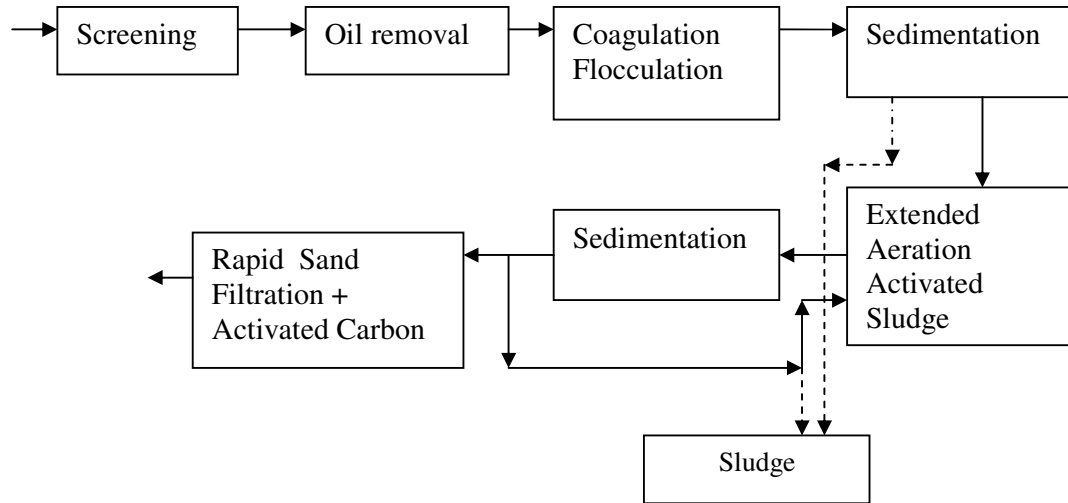 Screening
Oil removal
Coagulation
Flocculation
Sedimentation
Extended
Aeration
Activated
Sludge
Sedimentation
Rapid Sand
Filtration +
Activated Carbon
Sludge